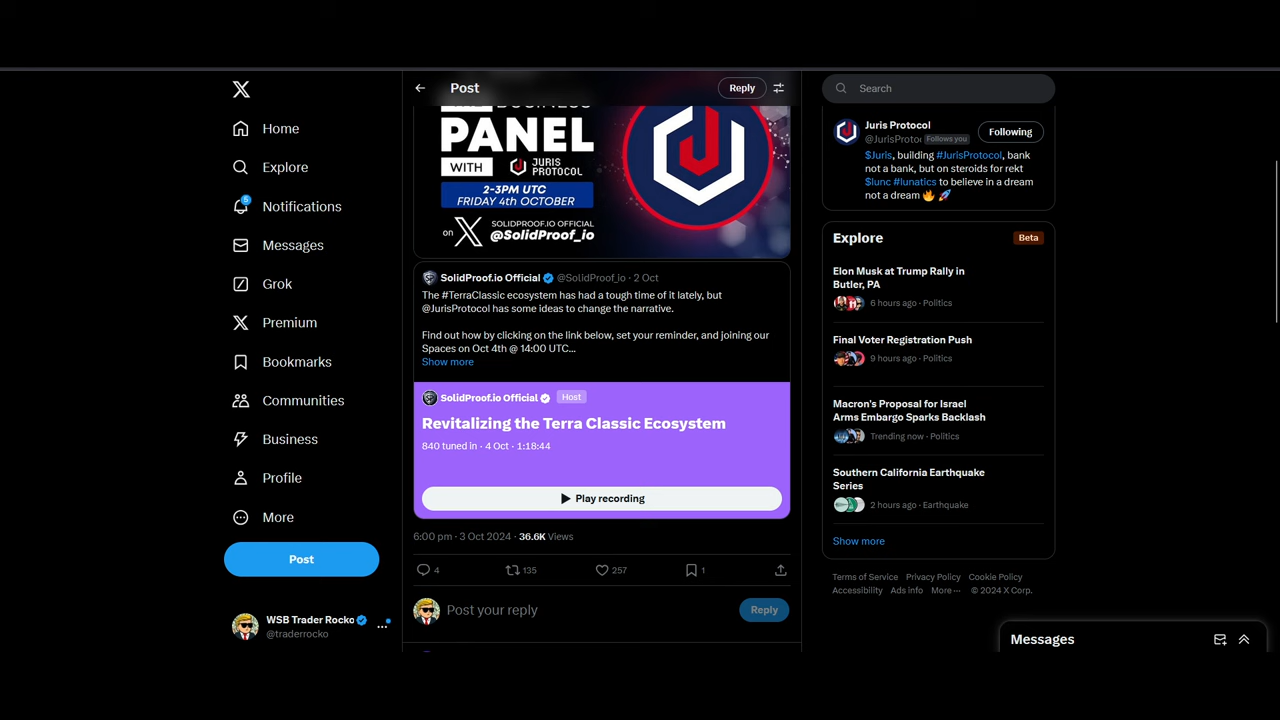 Home
Explore
5
Notifications
Messages
Grok
Premium
Bookmarks
Communities
Business
Profile
More
Post
WSB Trader Rocko
@traderrocko
Post
Reply
BUSINESS
PANEL
WITH JURIS PROTOCOL
2-3PM UTC
FRIDAY 4TH OCTOBER
on X SOLIDPROOF.IO OFFICIAL
@SolidProof_io
SolidProof.io Official @SolidProof_io · 2 Oct
The #TerraClassic ecosystem has had a tough time of it lately, but
@JurisProtocol has some ideas to change the narrative.
Find out how by clicking on the link below, set your reminder, and joining our
Spaces on Oct 4th @ 14:00 UTC...
Show more
SolidProof.io Official Host
Revitalizing the Terra Classic Ecosystem
840 tuned in · 4 Oct · 1:18:44
Play recording
6:00 pm · 3 Oct 2024 · 36.6K Views
4 135 257 1
Post your reply
Reply
Search
Juris Protocol
@JurisProto Follows you
Following
$Juris, building #JurisProtocol, bank
not a bank, but on steroids for rekt
$lunc #lunatics to believe in a dream
not a dream 🔥 🚀
Explore
Beta
Elon Musk at Trump Rally in
Butler, PA
6 hours ago · Politics
Final Voter Registration Push
9 hours ago · Politics
Macron's Proposal for Israel
Arms Embargo Sparks Backlash
Trending now · Politics
Southern California Earthquake
Series
2 hours ago · Earthquake
Show more
Terms of Service Privacy Policy Cookie Policy
Accessibility Ads info More ··· © 2024 X Corp.
Messages